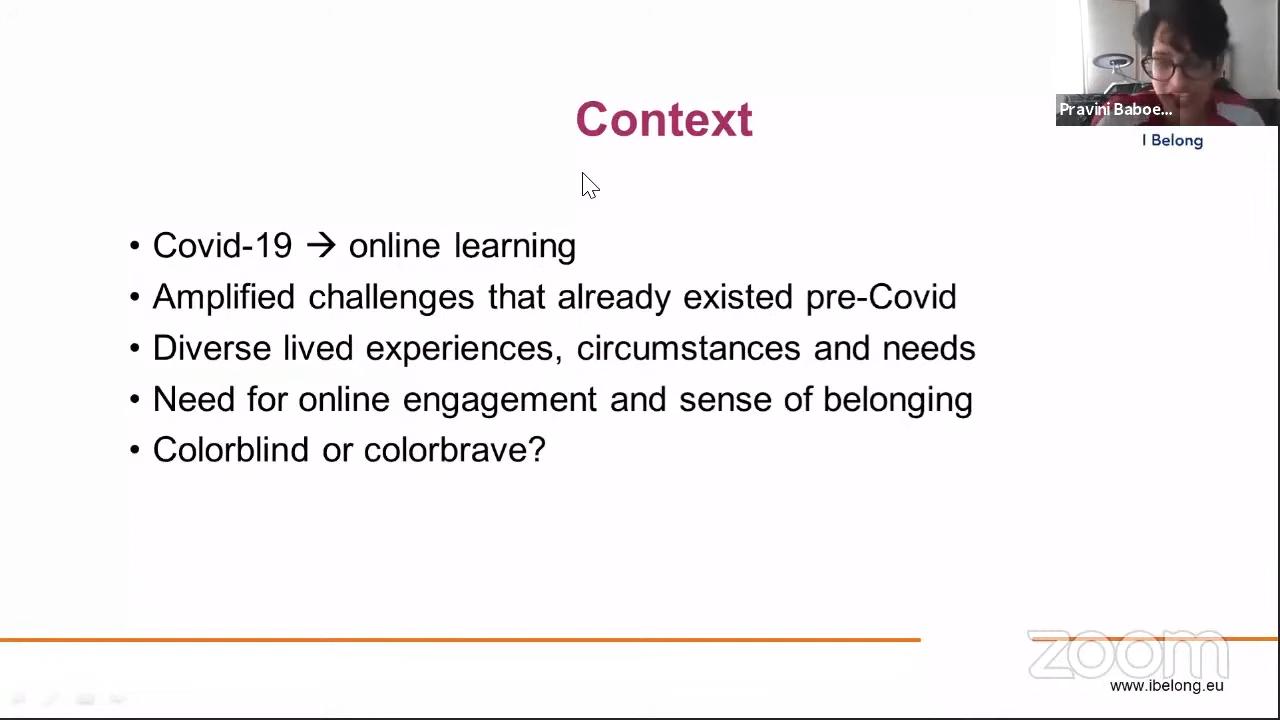 Context
Pravini Baboe...
I Belong
• Covid-19 → online learning
• Amplified challenges that already existed pre-Covid
• Diverse lived experiences, circumstances and needs
• Need for online engagement and sense of belonging
• Colorblind or colorbrave?
zoom
www.ibelong.eu